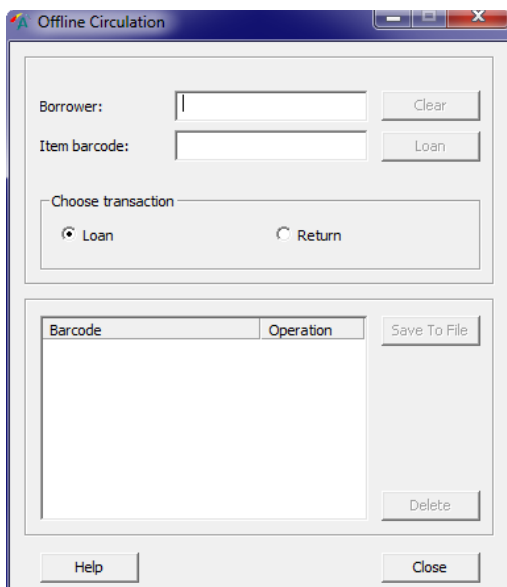 Offline Circulation
Borrower:
Clear
Item barcode:
Loan
Choose transaction
Loan
Return
Barcode
Operation
Save To File
Delete
Help
Close